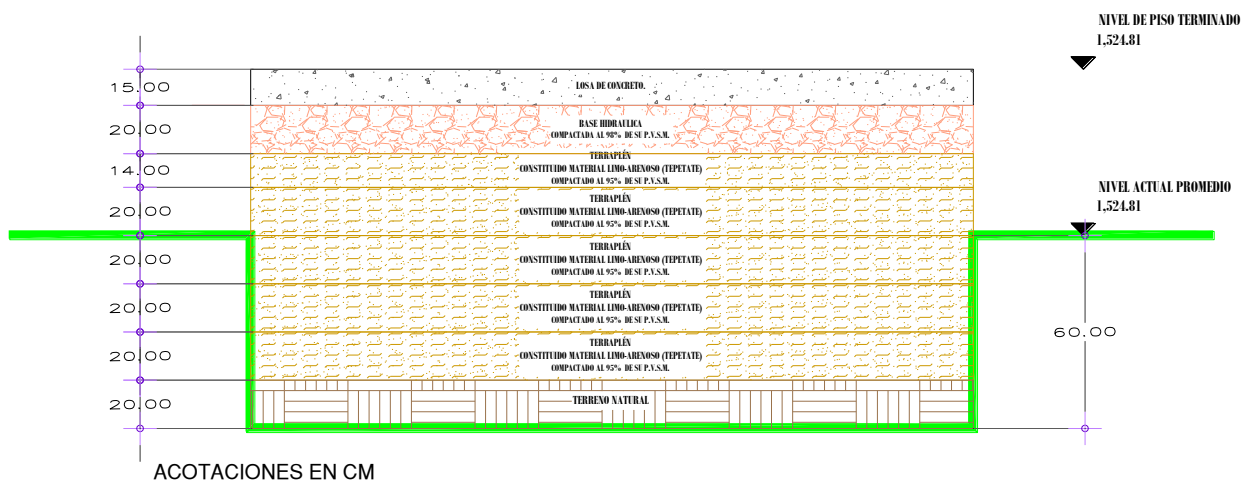 NIVEL DE PISO TERMINADO
1,524.81
15.00
LOSA DE CONCRETO.
20.00
BASE HIDRAULICA
COMPACTADA AL 98% DE SU P.V.S.M.
14.00
TERRAPLÉN
CONSTITUIDO MATERIAL LIMO-ARENOSO (TEPETATE)
COMPACTADO AL 95% DE SU P.V.S.M.
NIVEL ACTUAL PROMEDIO
1,524.81
20.00
TERRAPLÉN
CONSTITUIDO MATERIAL LIMO-ARENOSO (TEPETATE)
COMPACTADO AL 95% DE SU P.V.S.M.
20.00
TERRAPLÉN
CONSTITUIDO MATERIAL LIMO-ARENOSO (TEPETATE)
COMPACTADO AL 95% DE SU P.V.S.M.
20.00
TERRAPLÉN
CONSTITUIDO MATERIAL LIMO-ARENOSO (TEPETATE)
COMPACTADO AL 95% DE SU P.V.S.M.
60.00
20.00
TERRAPLÉN
CONSTITUIDO MATERIAL LIMO-ARENOSO (TEPETATE)
COMPACTADO AL 95% DE SU P.V.S.M.
20.00
TERRENO NATURAL
ACOTACIONES EN CM